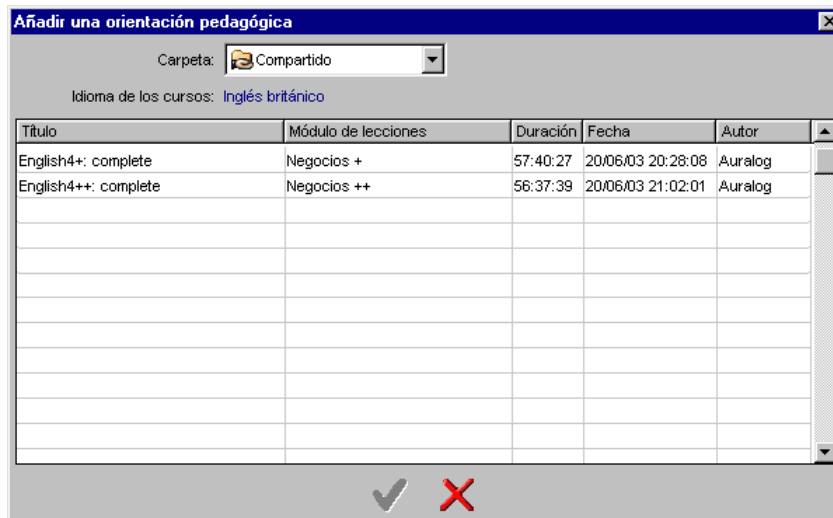 Añadir una orientación pedagógica
Carpeta: Compartido
Idioma de los cursos: Inglés británico
Título Módulo de lecciones Duración Fecha Autor
English4+: complete Negocios + 57:40:27 20/06/03 20:28:08 Auralog
English4++: complete Negocios ++ 56:37:39 20/06/03 21:02:01 Auralog